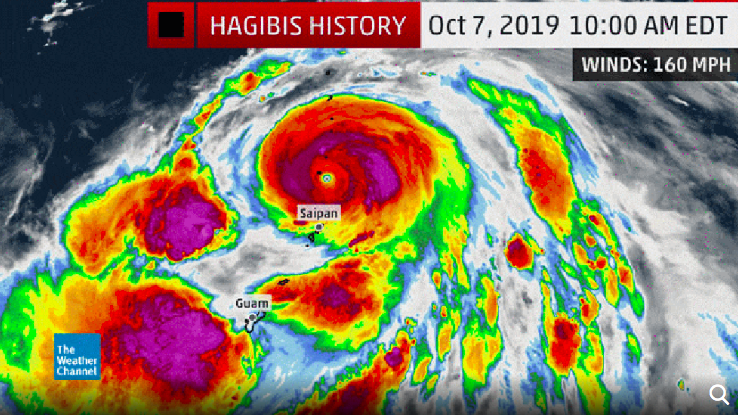 HAGIBIS HISTORY
Oct 7, 2019 10:00 AM EDT
WINDS: 160 MPH
Saipan
Guam
The
Weather
Channel